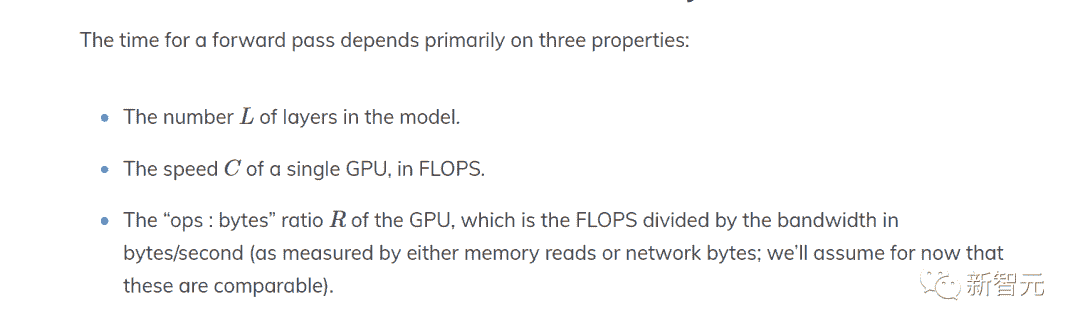 The time for a forward pass depends primarily on three properties:
The number L of layers in the model.
The speed C of a single GPU, in FLOPS.
The “ops : bytes” ratio R of the GPU, which is the FLOPS divided by the bandwidth in
bytes/second (as measured by either memory reads or network bytes; we’ll assume for now that
these are comparable).
新智元